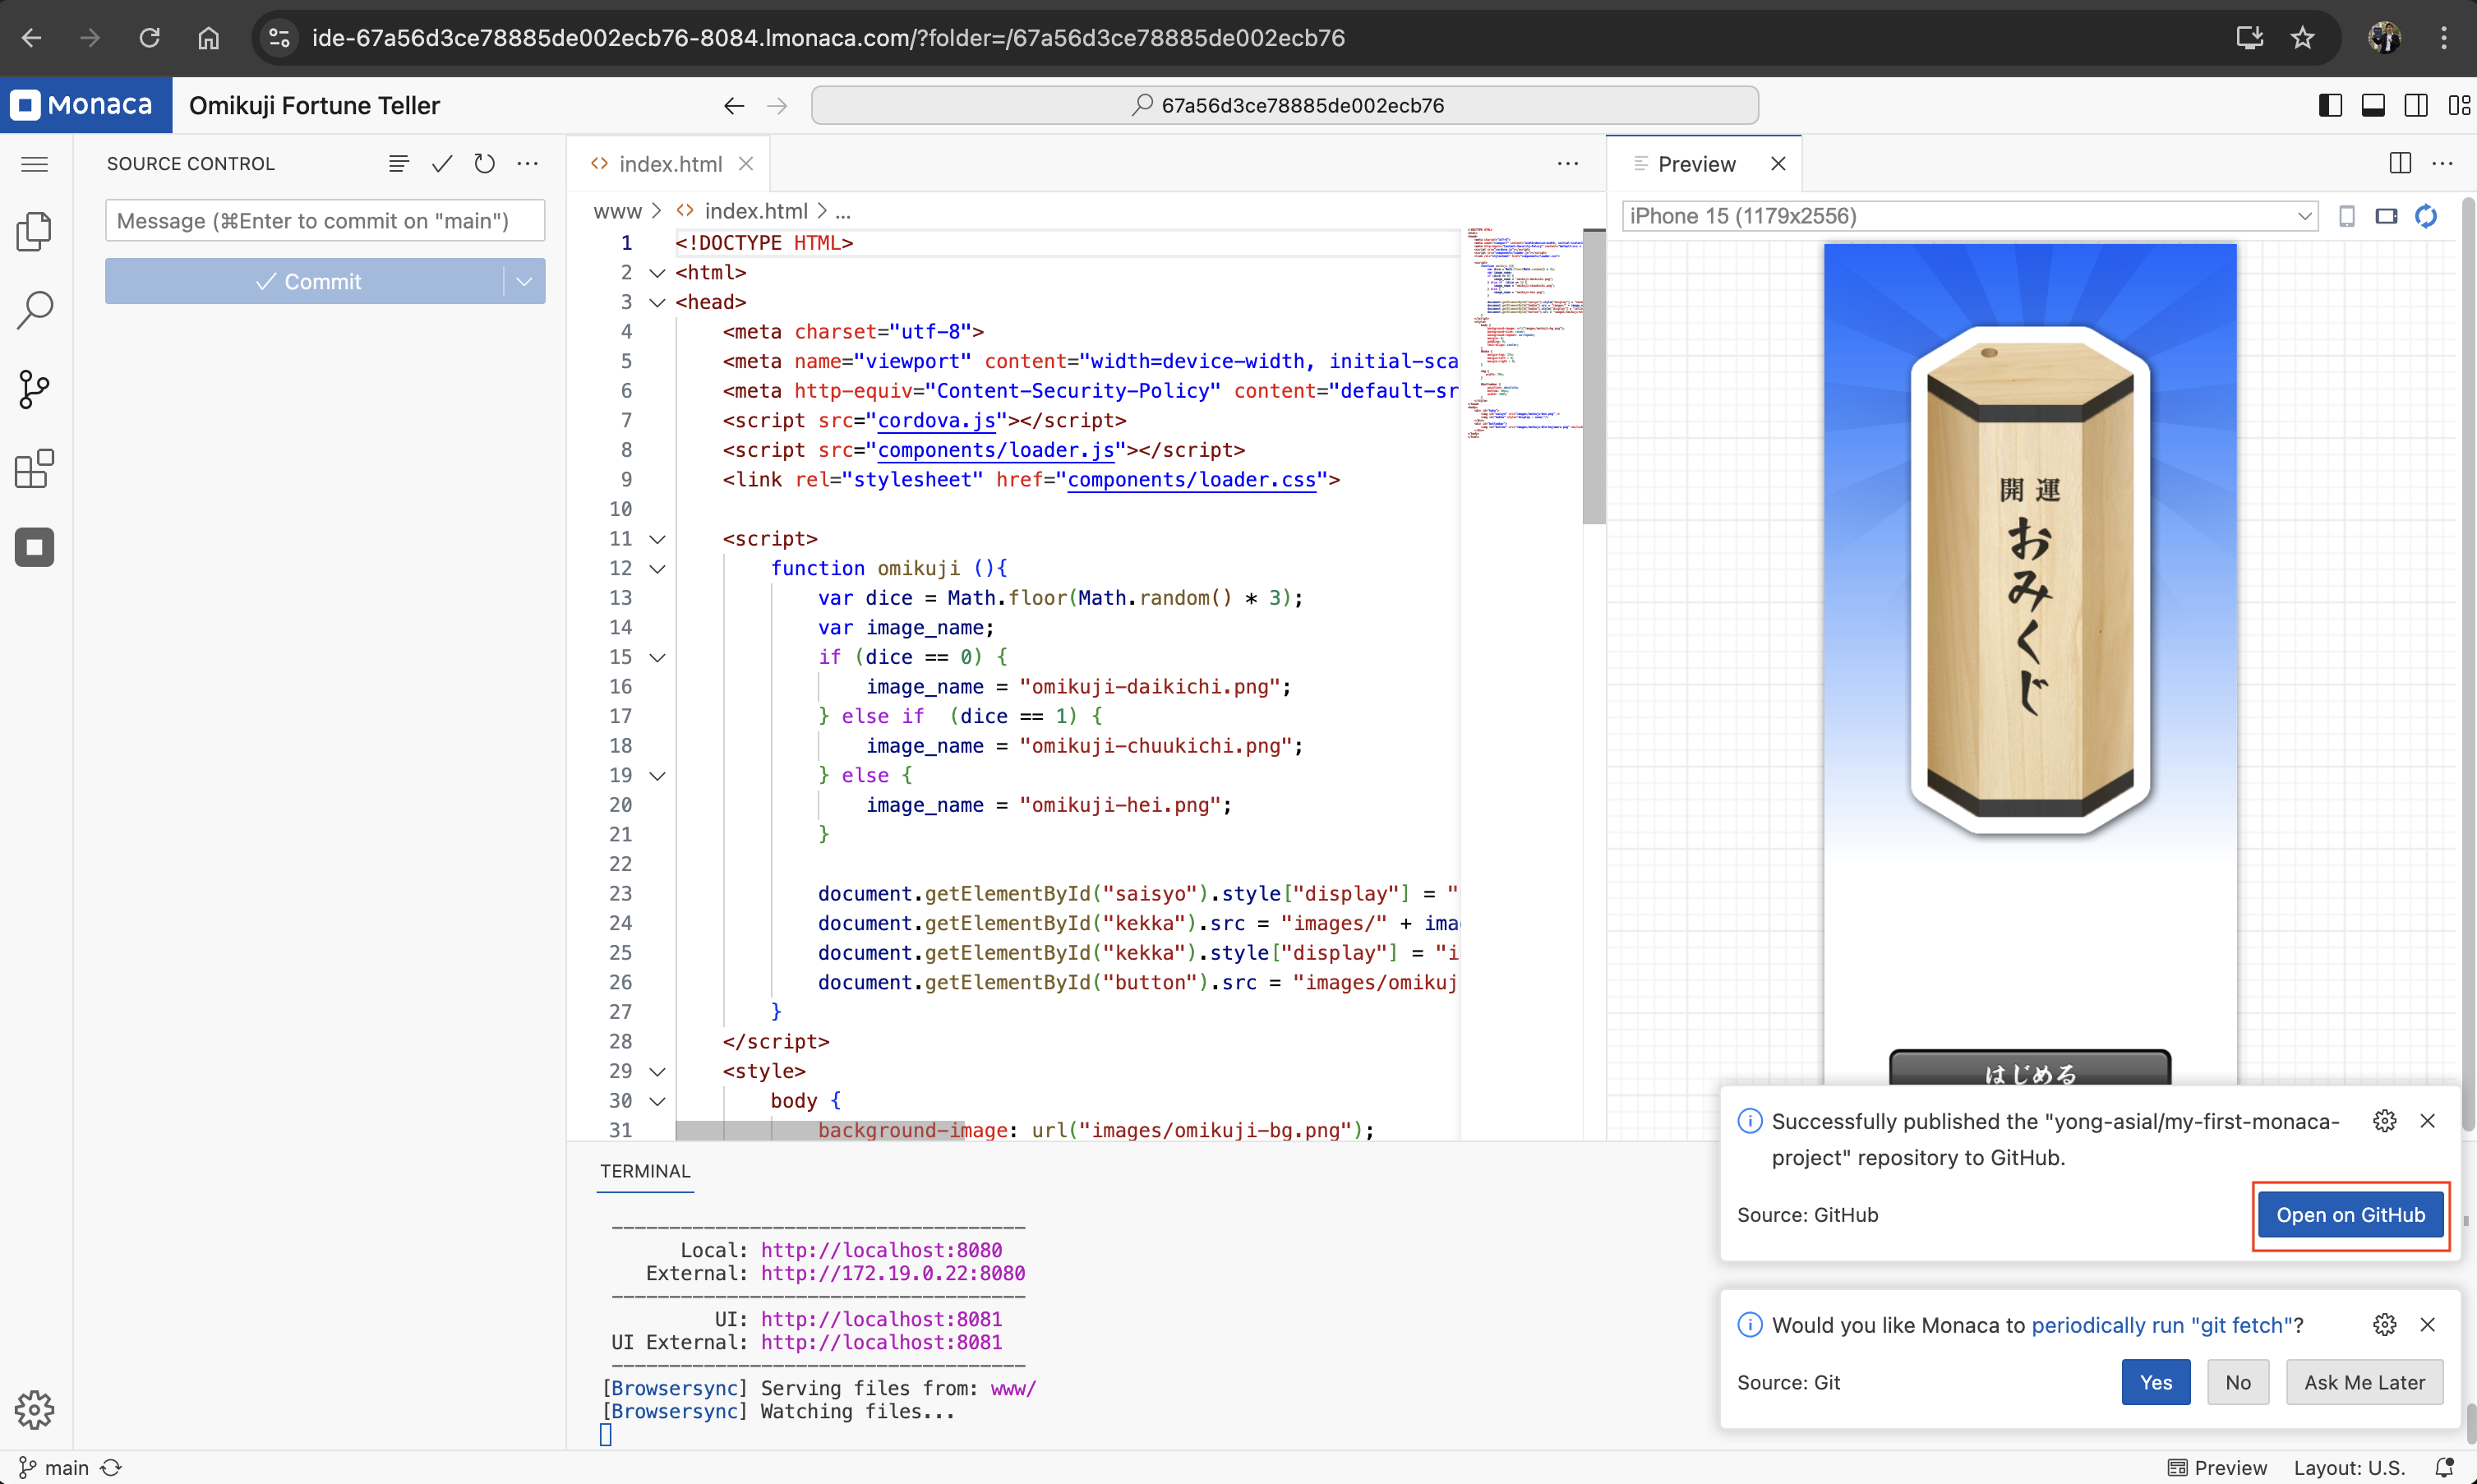 ide-67a56d3ce78885de002ecb76-8084.lmonaca.com/?folder=/67a56d3ce78885de002ecb76
Monaca
Omikuji Fortune Teller
67a56d3ce78885de002ecb76
SOURCE CONTROL
Message (⌘Enter to commit on "main")
Commit
index.html
www > index.html > ...
1 <!DOCTYPE HTML>
2 <html>
3 <head>
4 <meta charset="utf-8">
5 <meta name="viewport" content="width=device-width, initial-sca
6 <meta http-equiv="Content-Security-Policy" content="default-sr
7 <script src="cordova.js"></script>
8 <script src="components/loader.js"></script>
9 <link rel="stylesheet" href="components/loader.css">
10
11 <script>
12 function omikuji (){
13 var dice = Math.floor(Math.random() * 3);
14 var image_name;
15 if (dice == 0) {
16 image_name = "omikuji-daikichi.png";
17 } else if  (dice == 1) {
18 image_name = "omikuji-chuukichi.png";
19 } else {
20 image_name = "omikuji-hei.png";
21 }
22
23 document.getElementById("saisyo").style["display"] = "
24 document.getElementById("kekka").src = "images/" + ima
25 document.getElementById("kekka").style["display"] = "i
26 document.getElementById("button").src = "images/omikuj
27 }
28 </script>
29 <style>
30 body {
31 background-image: url("images/omikuji-bg.png");
TERMINAL
Local: http://localhost:8080
External: http://172.19.0.22:8080
UI: http://localhost:8081
UI External: http://localhost:8081
[Browsersync] Serving files from: www/
[Browsersync] Watching files...
Preview
iPhone 15 (1179x2556)
開運
おみくじ
はじめる
Successfully published the "yong-asial/my-first-monaca-
project" repository to GitHub.
Source: GitHub
Open on GitHub
Would you like Monaca to periodically run "git fetch"?
Source: Git
Yes
No
Ask Me Later
main
Preview
Layout: U.S.